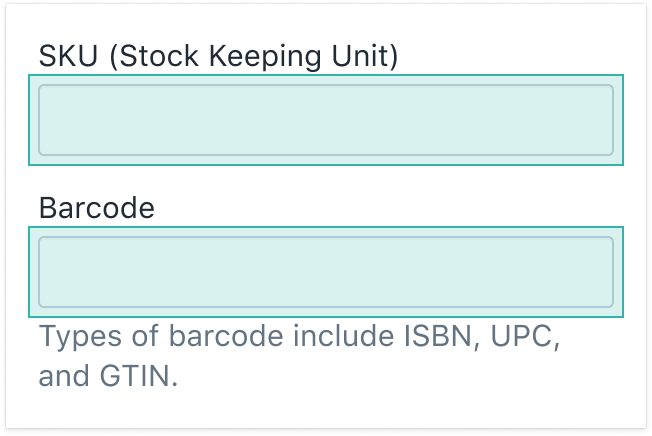 SKU (Stock Keeping Unit)
Barcode
Types of barcode include ISBN, UPC,
and GTIN.